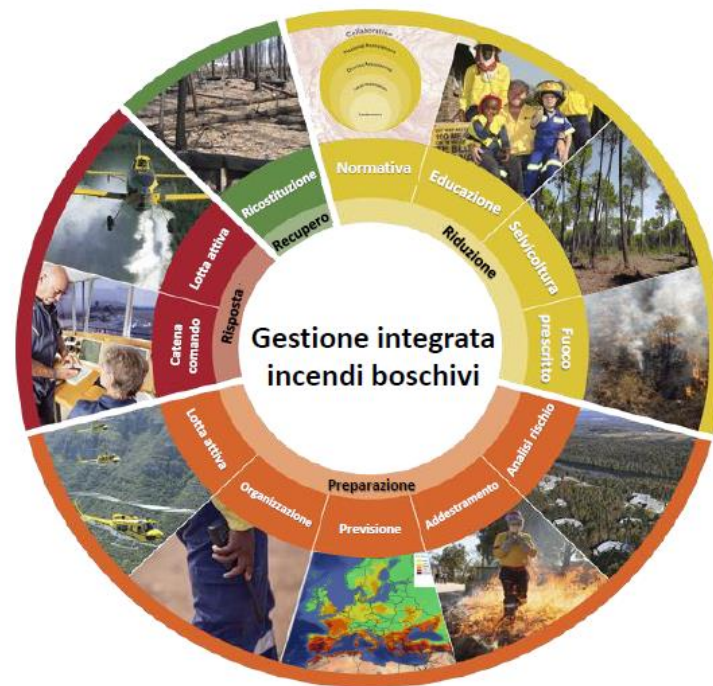 Gestione integrata
incendi boschivi
Normativa
Educazione
Selvicoltura
Fuoco
prescritto
Riduzione
Analisi rischio
Addestramento
Previsione
Organizzazione
Lotta attiva
Preparazione
Catena
comando
Lotta attiva
Risposta
Ricostituzione
Recupero